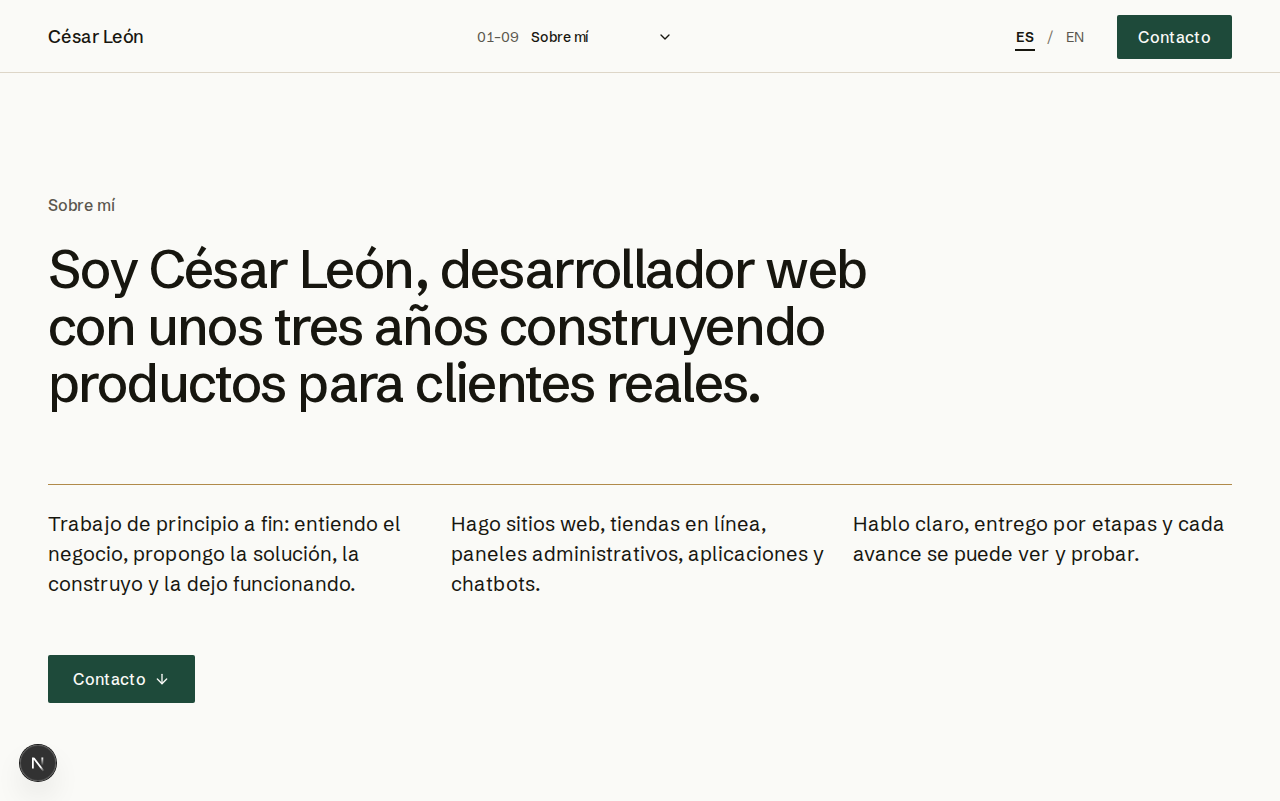 César León
01–09 Sobre mí
ES / EN
Contacto
Sobre mí
Soy César León, desarrollador web
con unos tres años construyendo
productos para clientes reales.
Trabajo de principio a fin: entiendo el
negocio, propongo la solución, la
construyo y la dejo funcionando.
Hago sitios web, tiendas en línea,
paneles administrativos, aplicaciones y
chatbots.
Hablo claro, entrego por etapas y cada
avance se puede ver y probar.
Contacto ↓
N